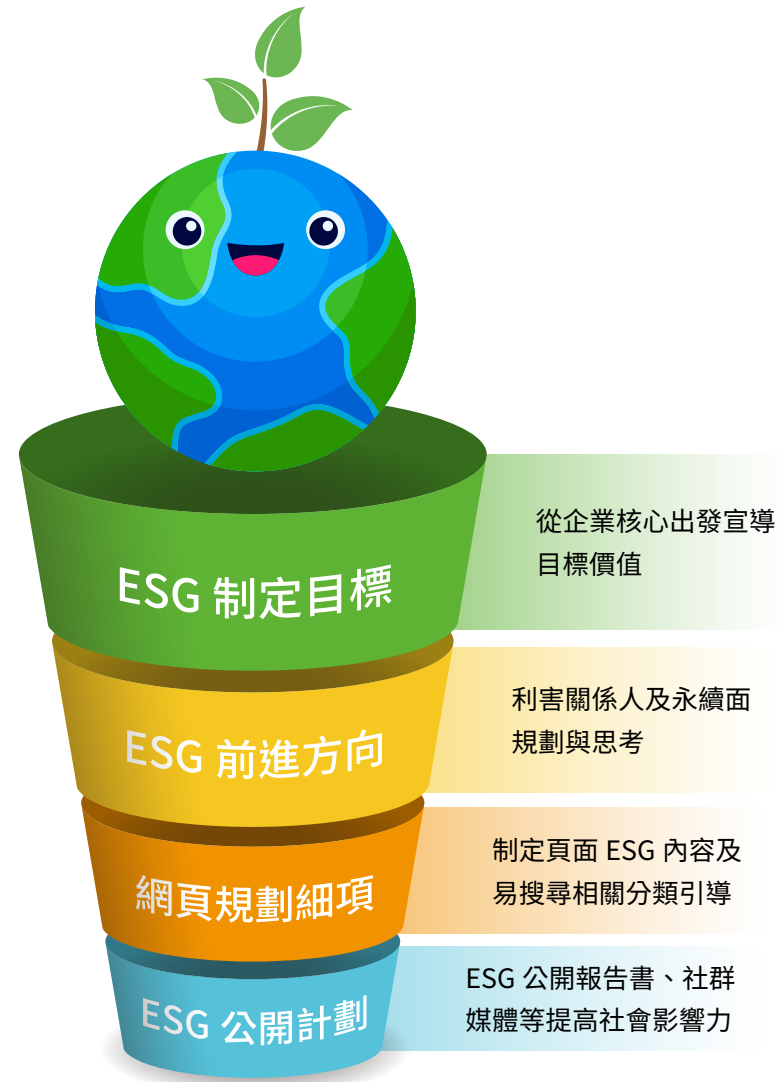 ESG 制定目標
從企業核心出發宣導
目標價值
ESG 前進方向
利害關係人及永續面
規劃與思考
網頁規劃細項
制定頁面 ESG 內容及
易搜尋相關分類引導
ESG 公開計劃
ESG 公開報告書、社群
媒體等提高社會影響力